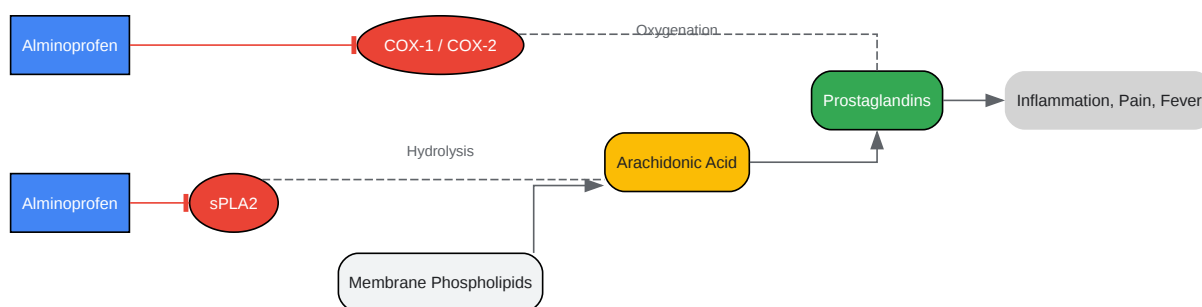 Oxygenation
Alminoprofen
COX-1 / COX-2
Prostaglandins
Inflammation, Pain, Fever
Hydrolysis
Arachidonic Acid
Alminoprofen
sPLA2
Membrane Phospholipids